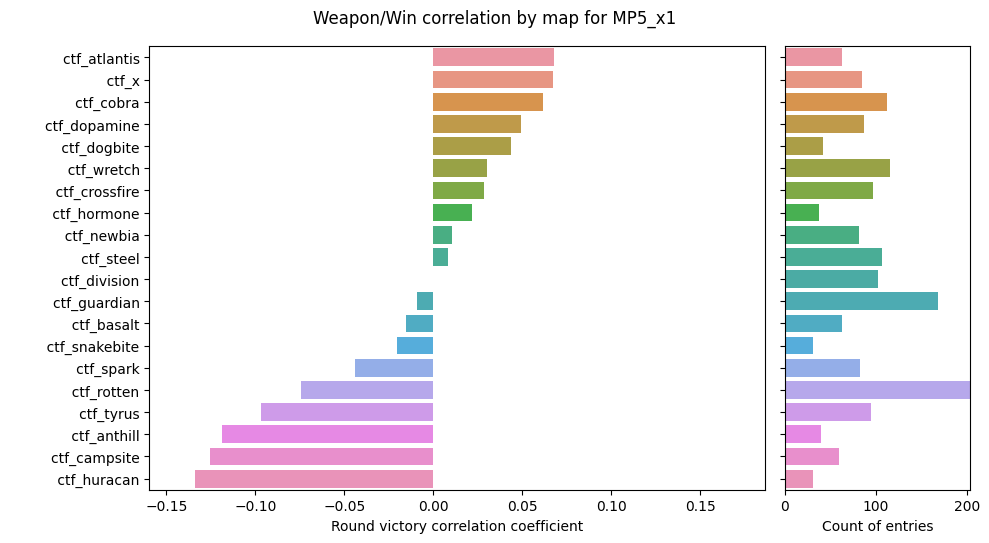 Weapon/Win correlation by map for MP5_x1
ctf_atlantis
ctf_x
ctf_cobra
ctf_dopamine
ctf_dogbite
ctf_wretch
ctf_crossfire
ctf_hormone
ctf_newbia
ctf_steel
ctf_division
ctf_guardian
ctf_basalt
ctf_snakebite
ctf_spark
ctf_rotten
ctf_tyrus
ctf_anthill
ctf_campsite
ctf_huracan
−0.15 −0.10 −0.05 0.00 0.05 0.10 0.15
Round victory correlation coefficient
0 100 200
Count of entries